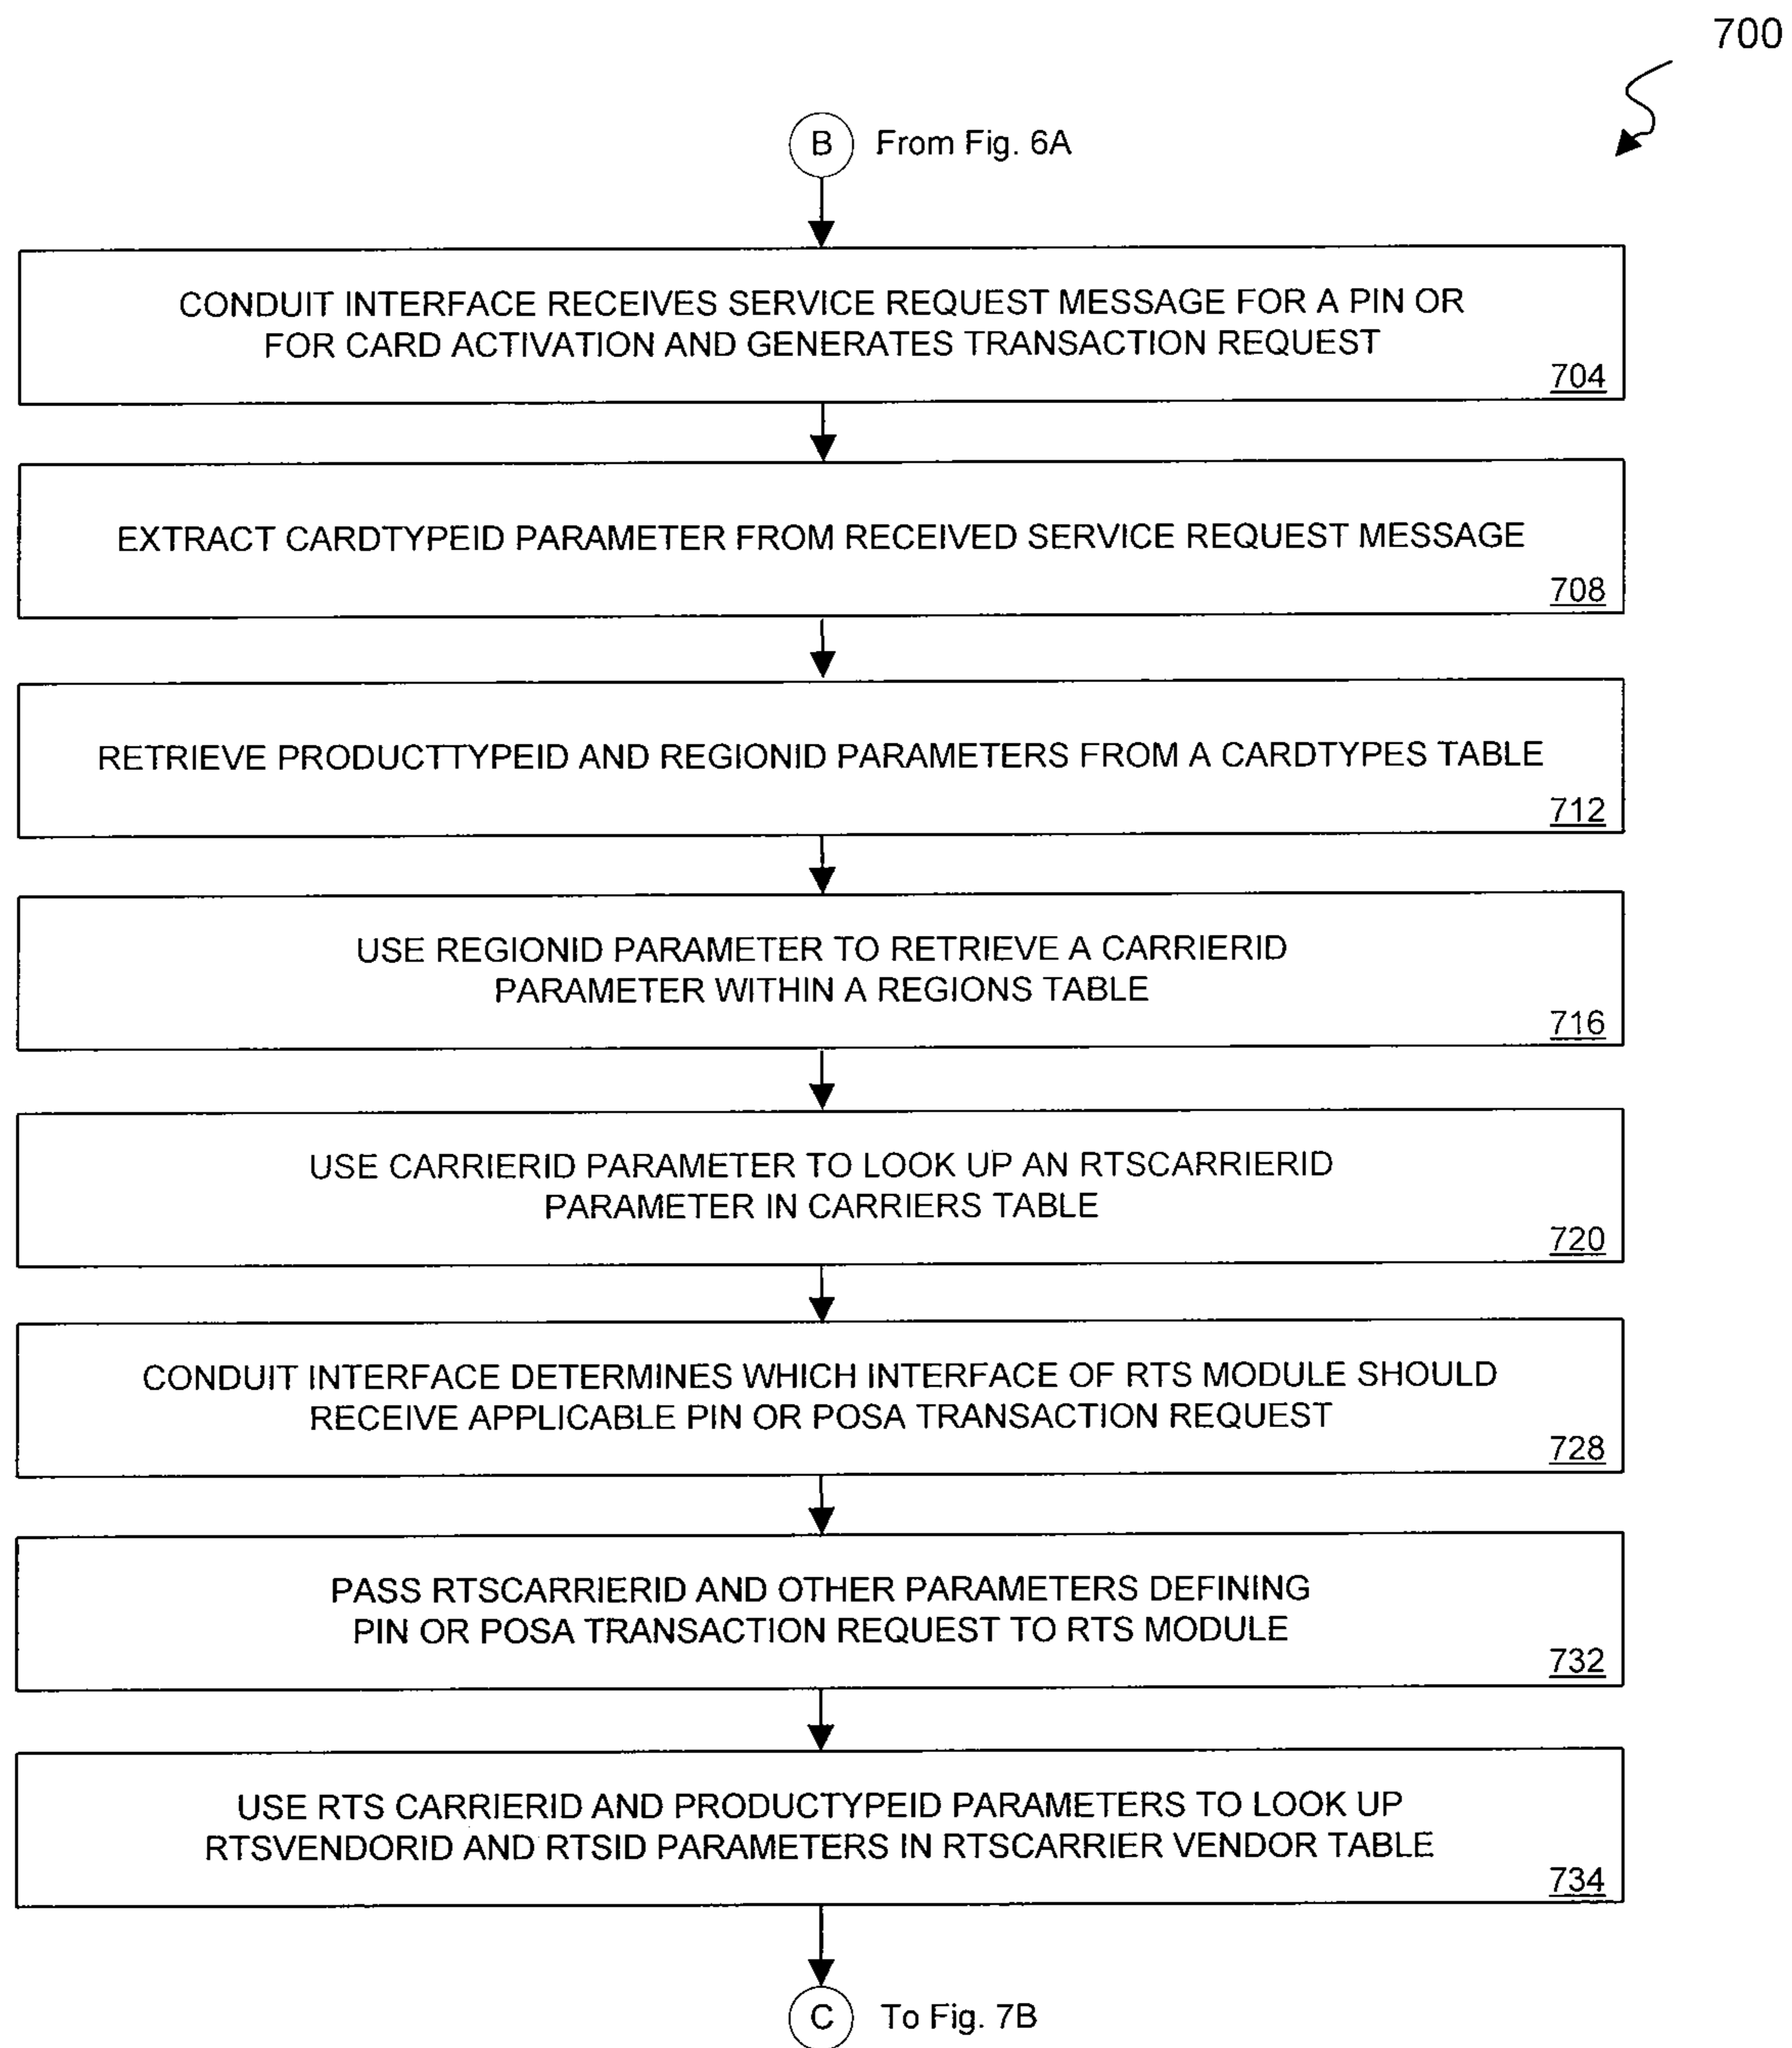 700
B From Fig. 6A
CONDUIT INTERFACE RECEIVES SERVICE REQUEST MESSAGE FOR A PIN OR
FOR CARD ACTIVATION AND GENERATES TRANSACTION REQUEST
704
EXTRACT CARDTYPEID PARAMETER FROM RECEIVED SERVICE REQUEST MESSAGE
708
RETRIEVE PRODUCTTYPEID AND REGIONID PARAMETERS FROM A CARDTYPES TABLE
712
USE REGIONID PARAMETER TO RETRIEVE A CARRIERID
PARAMETER WITHIN A REGIONS TABLE
716
USE CARRIERID PARAMETER TO LOOK UP AN RTSCARRIERID
PARAMETER IN CARRIERS TABLE
720
CONDUIT INTERFACE DETERMINES WHICH INTERFACE OF RTS MODULE SHOULD
RECEIVE APPLICABLE PIN OR POSA TRANSACTION REQUEST
728
PASS RTSCARRIERID AND OTHER PARAMETERS DEFINING
PIN OR POSA TRANSACTION REQUEST TO RTS MODULE
732
USE RTS CARRIERID AND PRODUCTYPEID PARAMETERS TO LOOK UP
RTSVENDORID AND RTSID PARAMETERS IN RTSCARRIER VENDOR TABLE
734
C To Fig. 7B